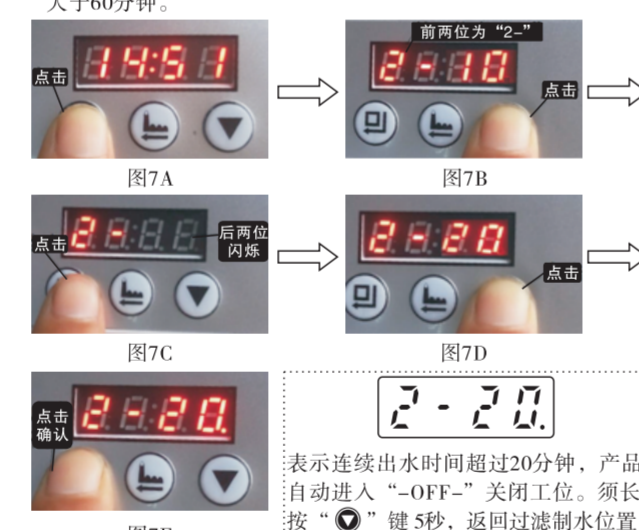 大于60分钟。
14:51
点击
图7A
前两位为“2-”
2-10
点击
图7B
2-
点击
后两位
闪烁
图7C
2-20
点击
图7D
2-20.
点击
确认
2-20.
表示连续出水时间超过20分钟，产品
自动进入“-OFF-”关闭工位。须长
按“▼”键5秒，返回过滤制水位置